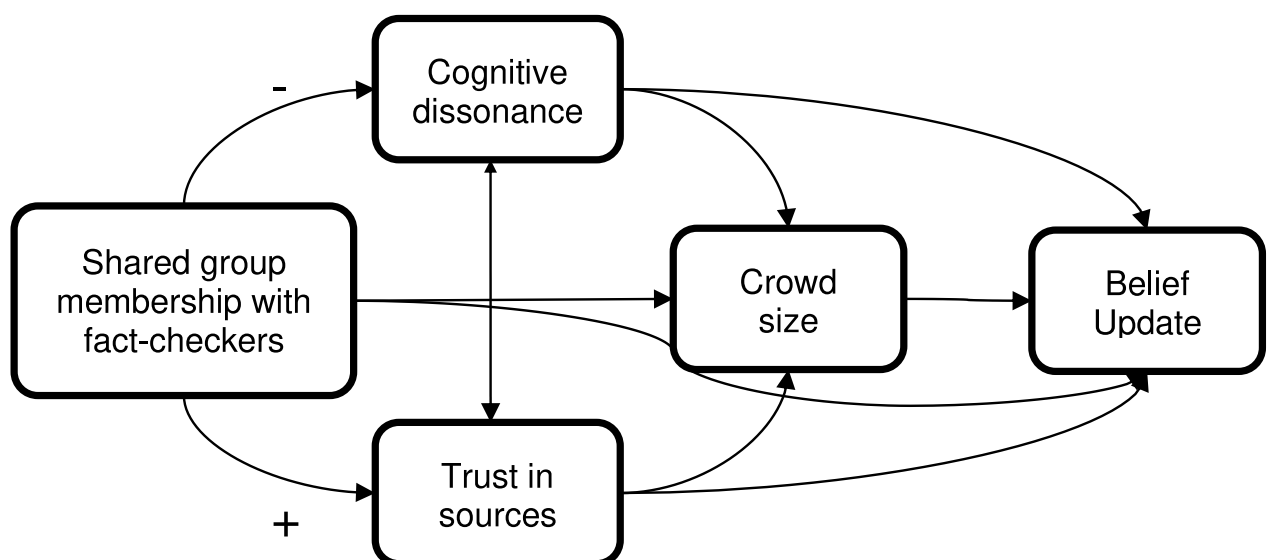 -
Cognitive
dissonance
Shared group
membership with
fact-checkers
Crowd
size
Belief
Update
Trust in
sources
+